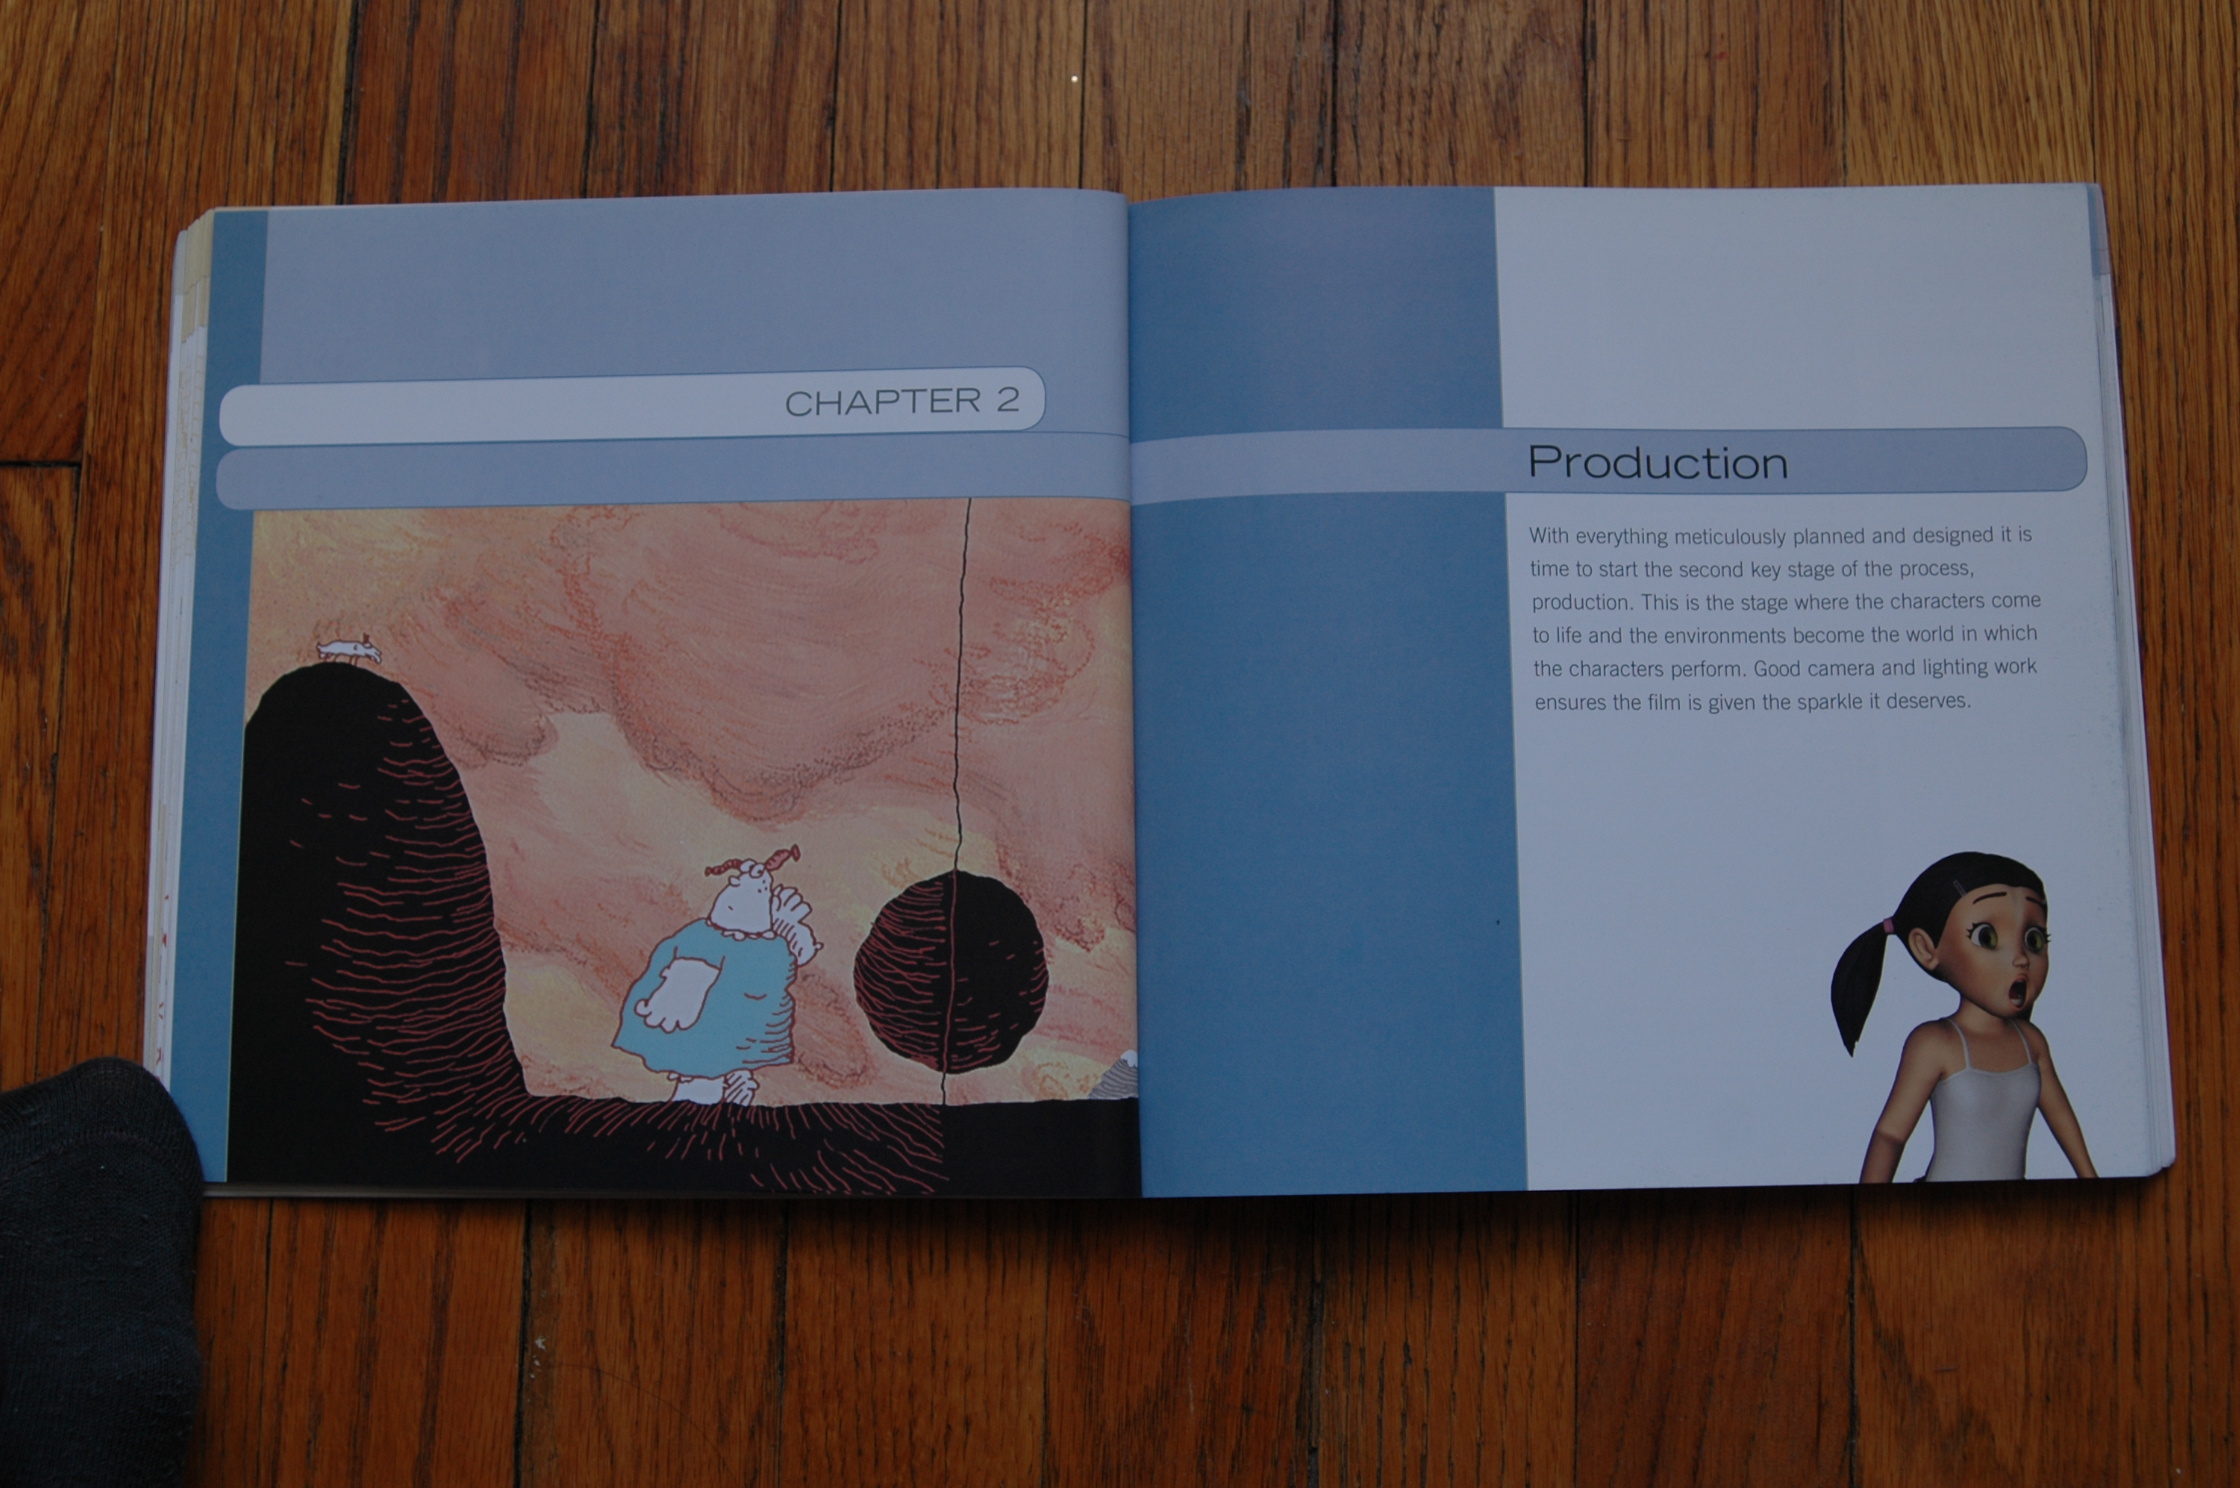 CHAPTER 2
Production
With everything meticulously planned and designed it is
time to start the second key stage of the process,
production. This is the stage where the characters come
to life and the environments become the world in which
the characters perform. Good camera and lighting work
ensures the film is given the sparkle it deserves.